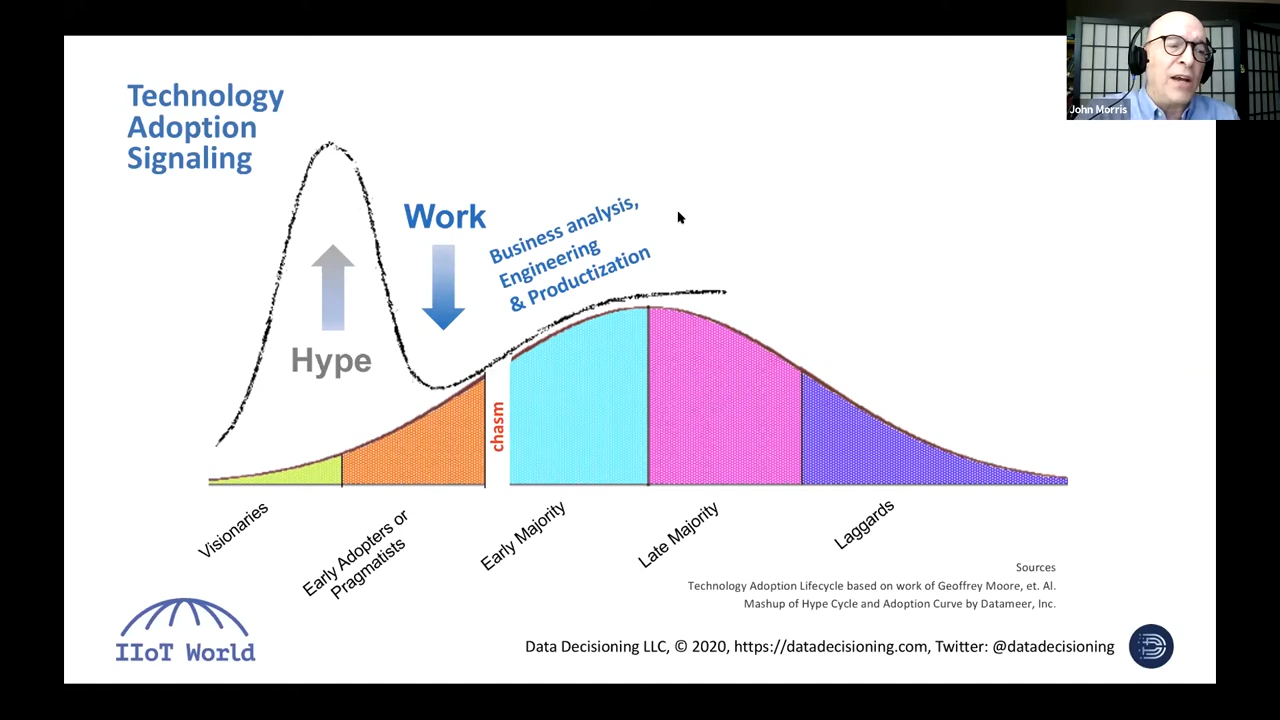 John Morris
Technology
Adoption
Signaling
Work
Business analysis,
Engineering
& Productization
Hype
chasm
Visionaries
Early Adopters or
Pragmatists
Early Majority
Late Majority
Laggards
Sources
Technology Adoption Lifecycle based on work of Geoffrey Moore, et. Al.
Mashup of Hype Cycle and Adoption Curve by Datameer, Inc.
IIoT World
Data Decisioning LLC, © 2020, https://datadecisioning.com, Twitter: @datadecisioning